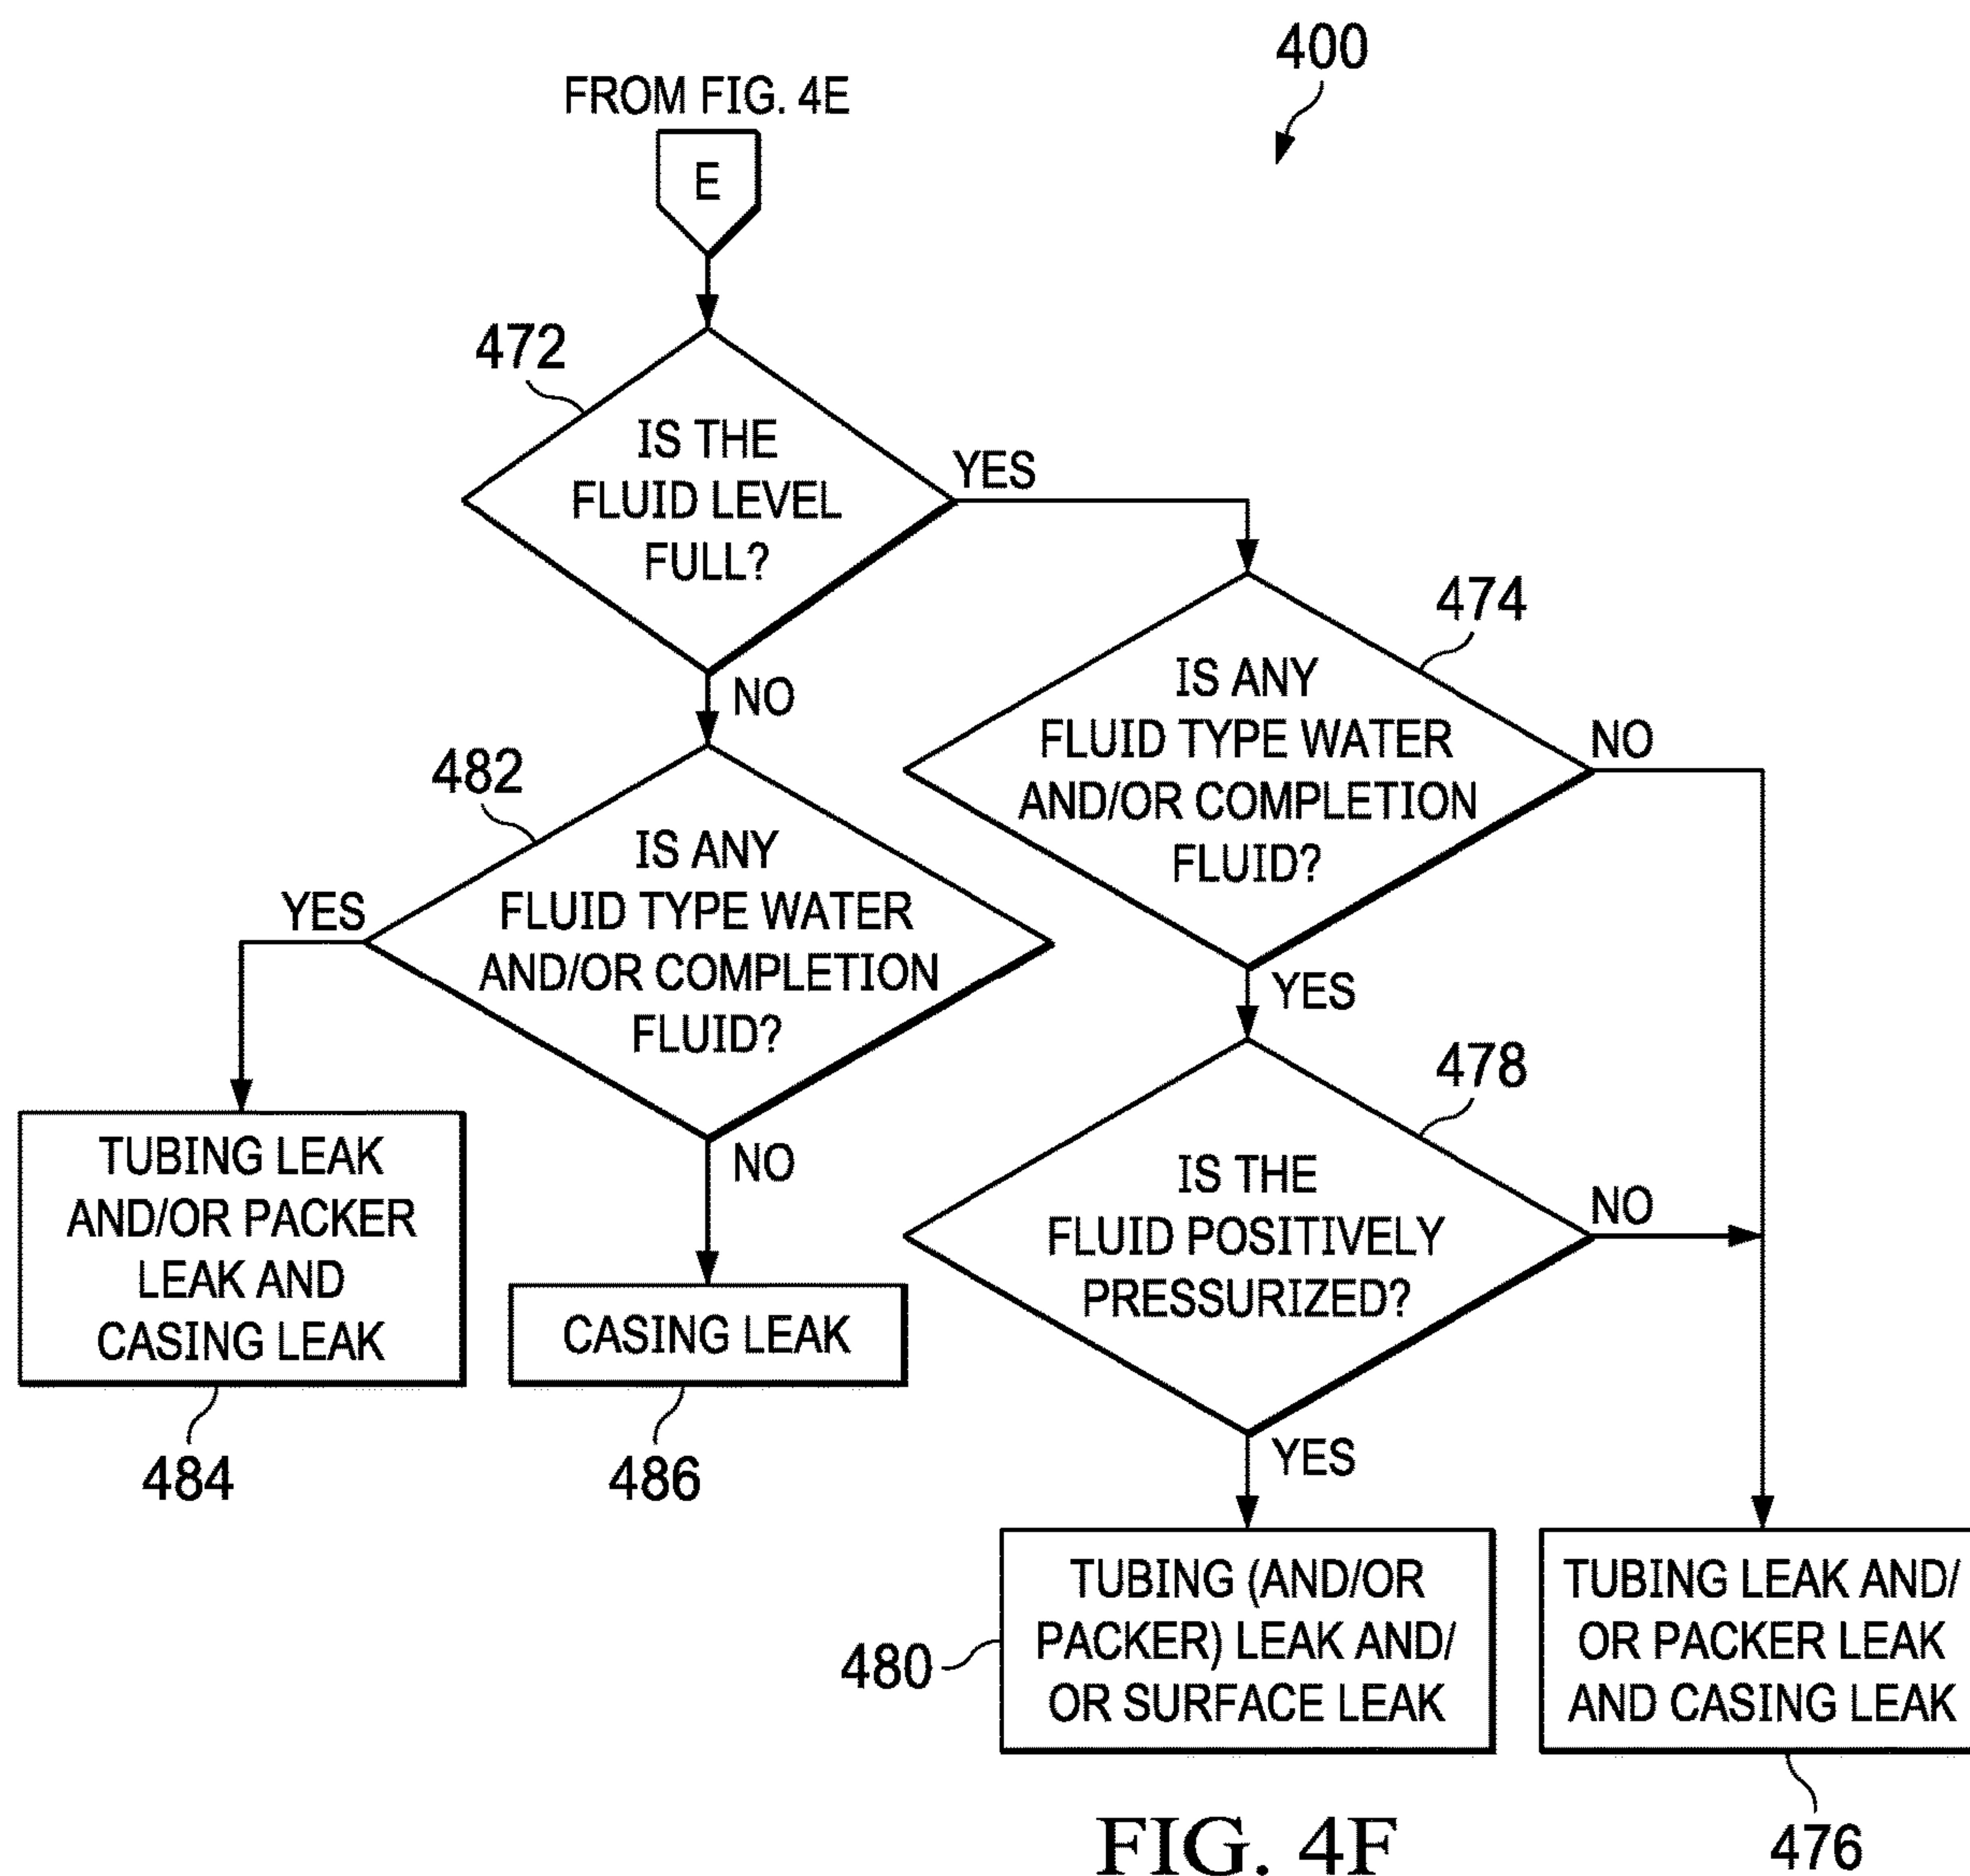 400
FROM FIG. 4E
E
472
IS THE
FLUID LEVEL
FULL?
YES
NO
474
IS ANY
FLUID TYPE WATER
AND/OR COMPLETION
FLUID?
NO
YES
482
IS ANY
FLUID TYPE WATER
AND/OR COMPLETION
FLUID?
YES
NO
478
IS THE
FLUID POSITIVELY
PRESSURIZED?
NO
YES
TUBING LEAK
AND/OR PACKER
LEAK AND
CASING LEAK
484
CASING LEAK
486
480
TUBING (AND/OR
PACKER) LEAK AND/
OR SURFACE LEAK
TUBING LEAK AND/
OR PACKER LEAK
AND CASING LEAK
476
FIG. 4F